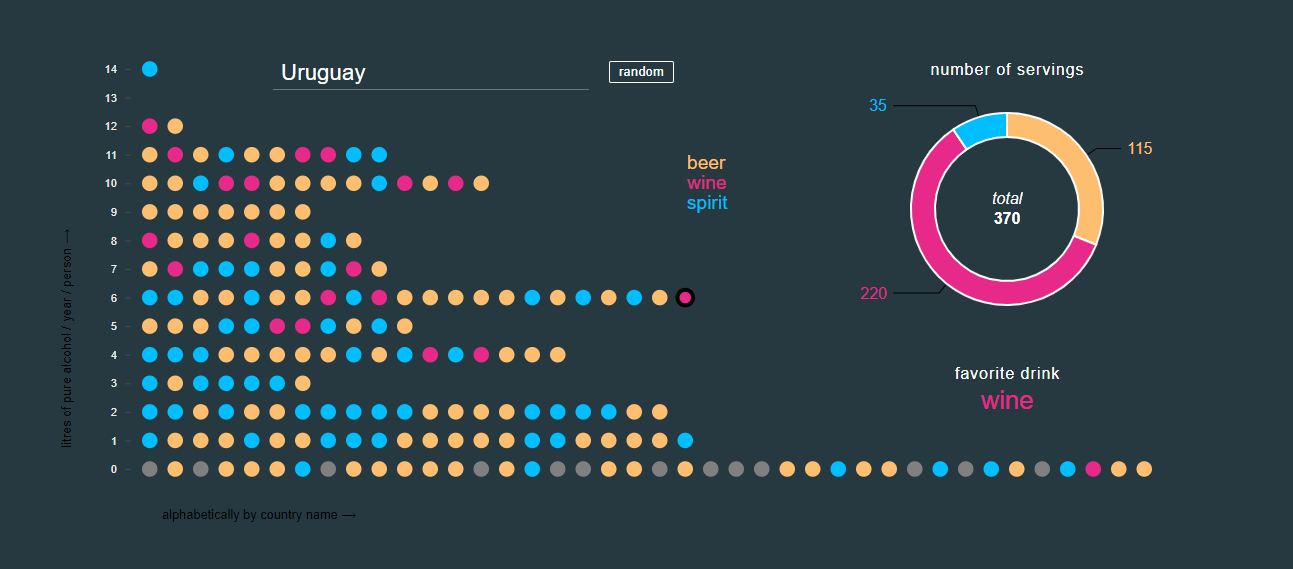 Uruguay
random
14
13
12
11
10
9
8
7
6
5
4
3
2
1
0
litres of pure alcohol / year / person ⟶
alphabetically by country name ⟶
beer
wine
spirit
number of servings
35
115
total
370
220
favorite drink
wine